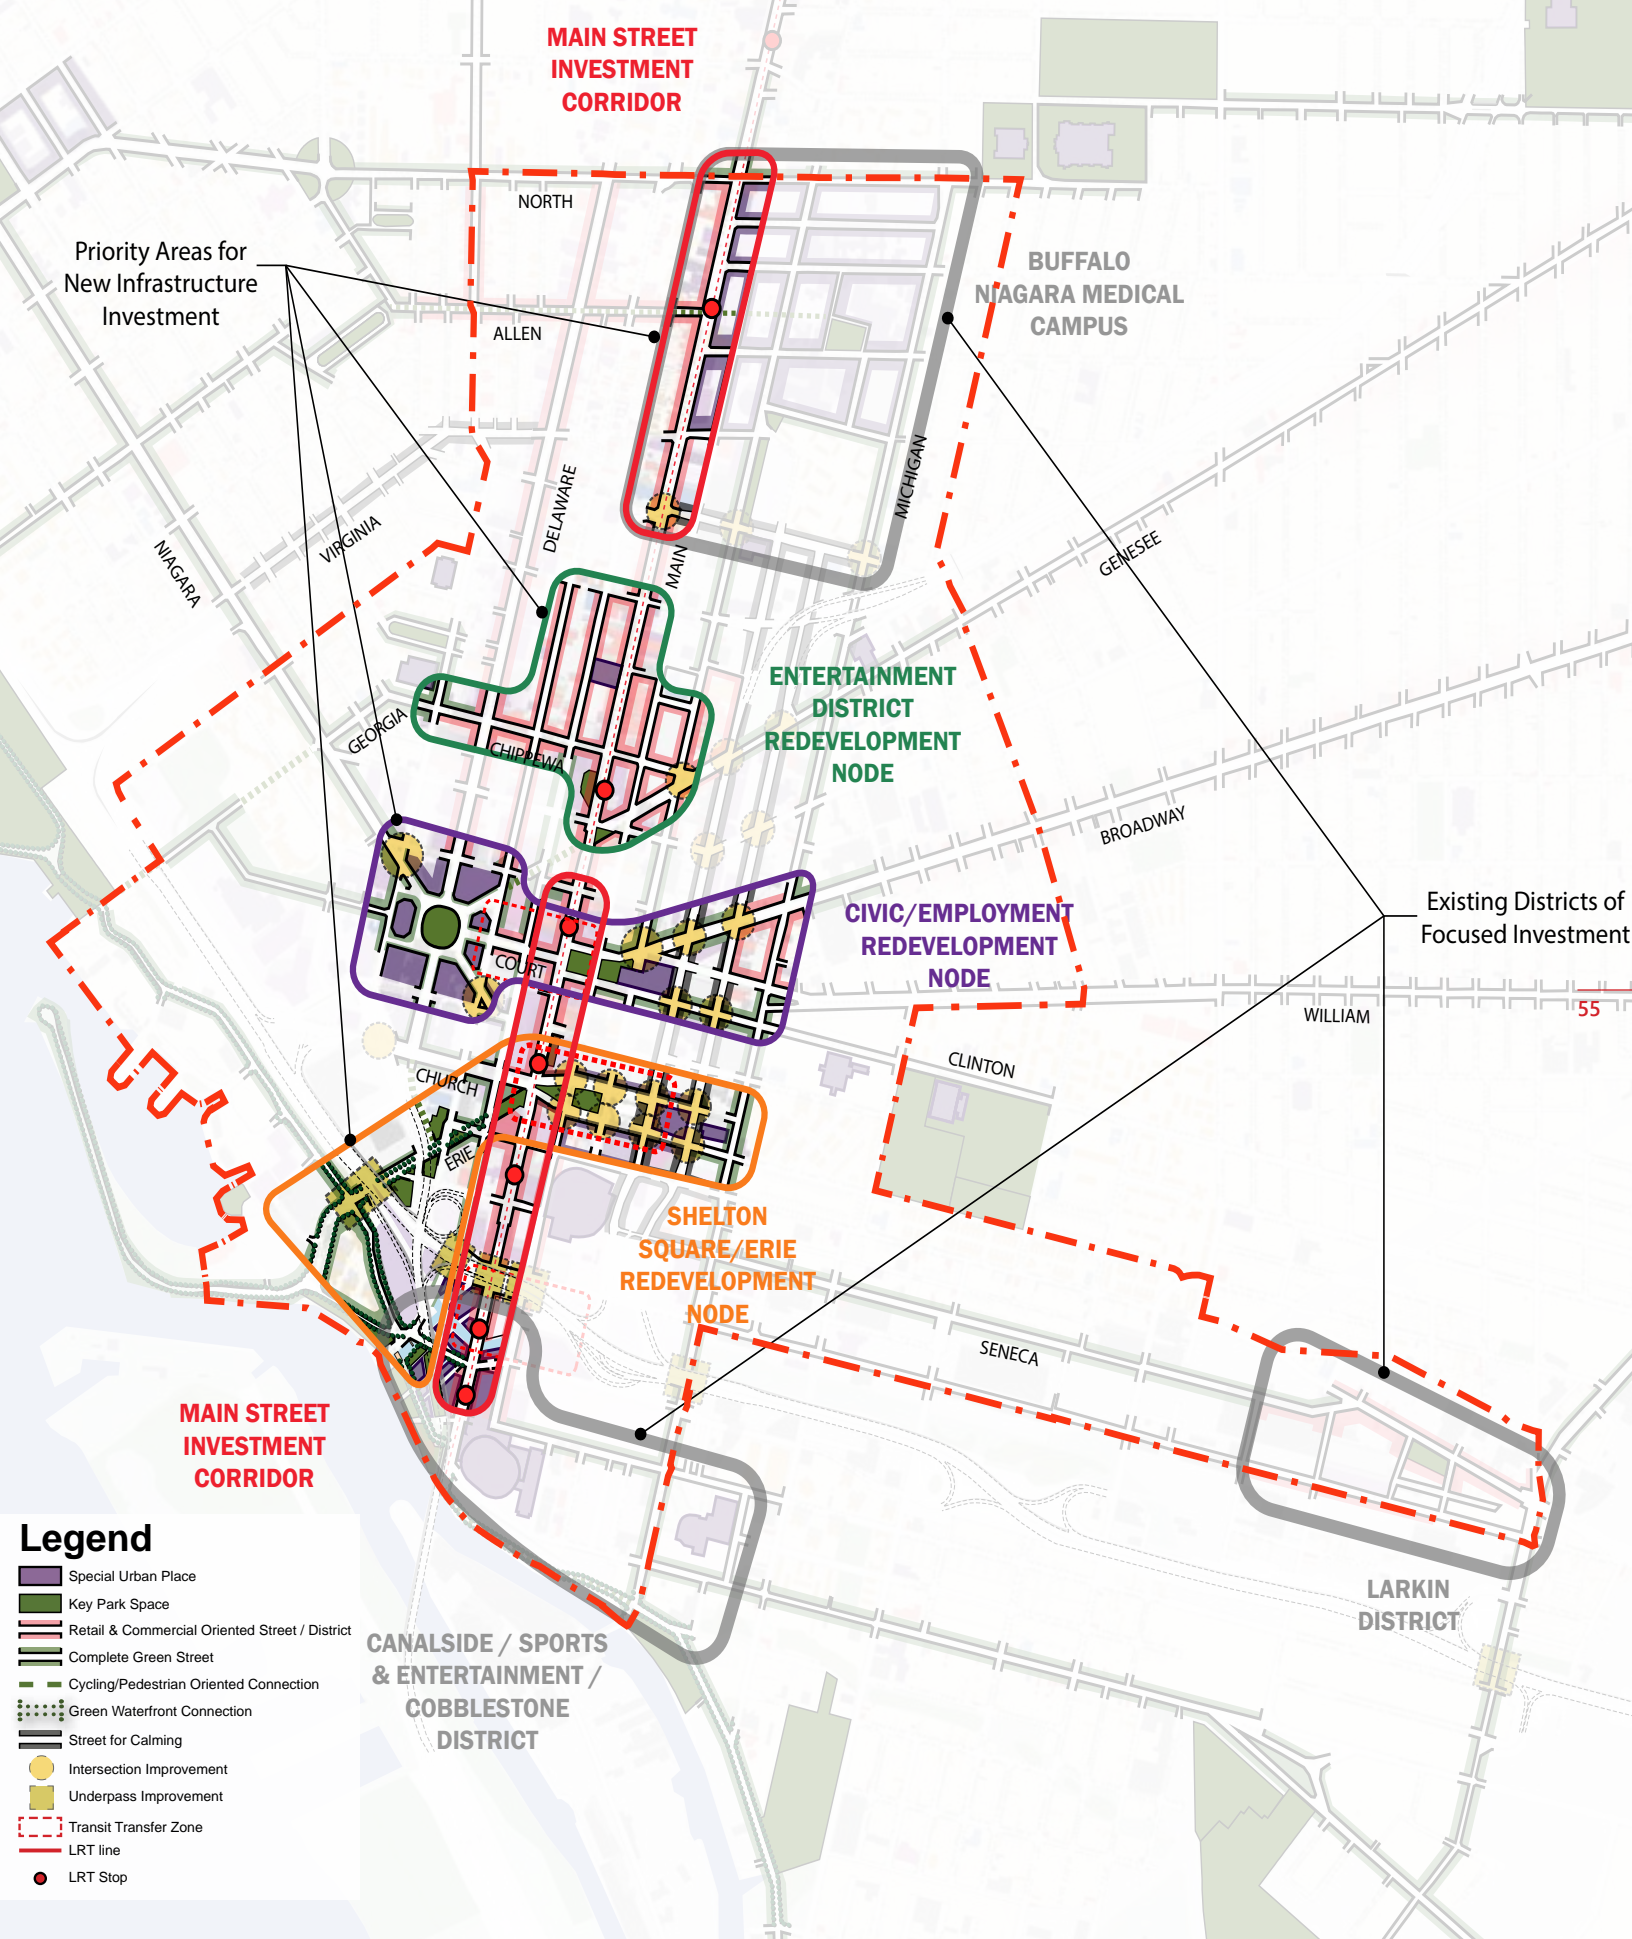 MAIN STREET
INVESTMENT
CORRIDOR
NORTH
Priority Areas for
New Infrastructure
Investment
BUFFALO
NIAGARA MEDICAL
CAMPUS
ALLEN
DELAWARE
MICHIGAN
VIRGINIA
NIAGARA
MAIN
GENESEE
ENTERTAINMENT
DISTRICT
REDEVELOPMENT
NODE
GEORGIA
CHIPPEWA
BROADWAY
CIVIC/EMPLOYMENT
REDEVELOPMENT
NODE
Existing Districts of
Focused Investment
COURT
55
WILLIAM
CLINTON
CHURCH
ERIE
SHELTON
SQUARE/ERIE
REDEVELOPMENT
NODE
SENECA
MAIN STREET
INVESTMENT
CORRIDOR
LARKIN
DISTRICT
CANALSIDE / SPORTS
& ENTERTAINMENT /
COBBLESTONE
DISTRICT
Legend
Special Urban Place
Key Park Space
Retail & Commercial Oriented Street / District
Complete Green Street
Cycling/Pedestrian Oriented Connection
Green Waterfront Connection
Street for Calming
Intersection Improvement
Underpass Improvement
Transit Transfer Zone
LRT line
LRT Stop